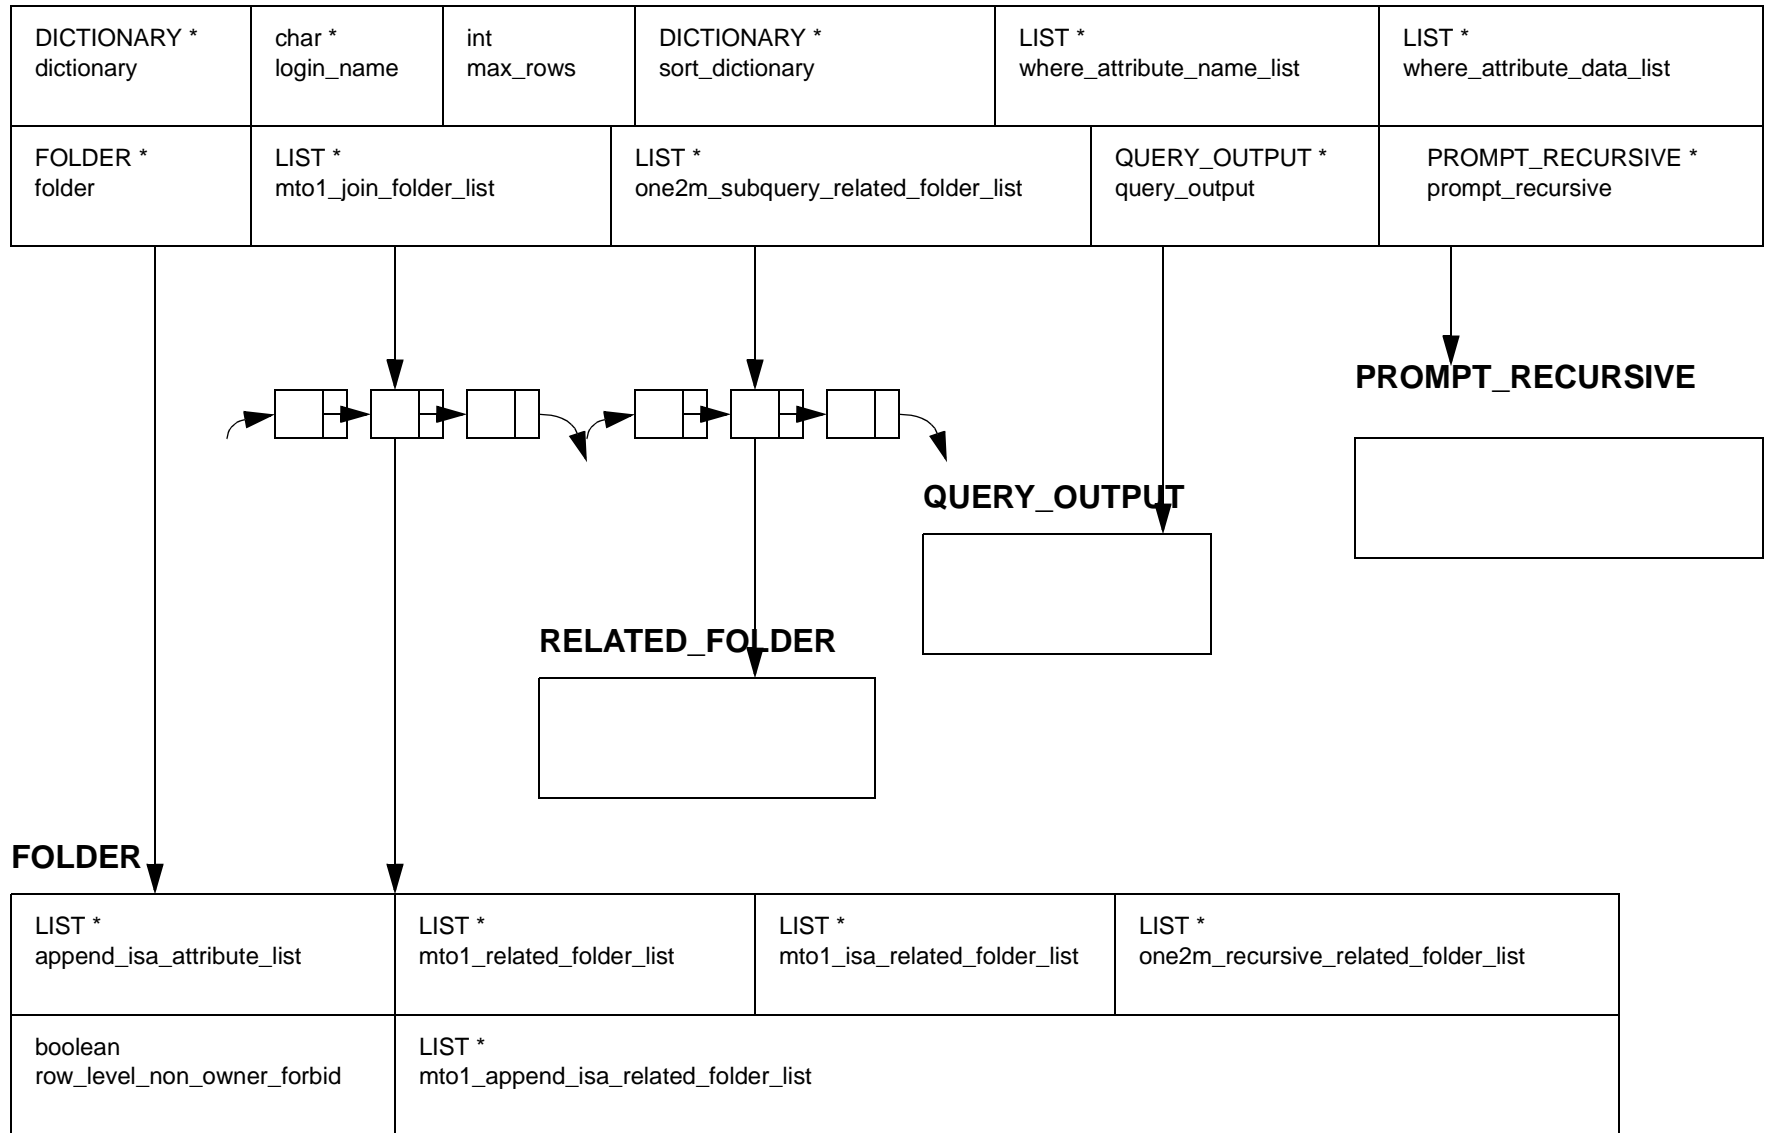 DICTIONARY *
dictionary
char *
login_name
int
max_rows
DICTIONARY *
sort_dictionary
LIST *
where_attribute_name_list
LIST *
where_attribute_data_list
FOLDER *
folder
LIST *
mto1_join_folder_list
LIST *
one2m_subquery_related_folder_list
QUERY_OUTPUT *
query_output
PROMPT_RECURSIVE *
prompt_recursive
PROMPT_RECURSIVE
QUERY_OUTPUT
RELATED_FOLDER
FOLDER
LIST *
append_isa_attribute_list
LIST *
mto1_related_folder_list
LIST *
mto1_isa_related_folder_list
LIST *
one2m_recursive_related_folder_list
boolean
row_level_non_owner_forbid
LIST *
mto1_append_isa_related_folder_list